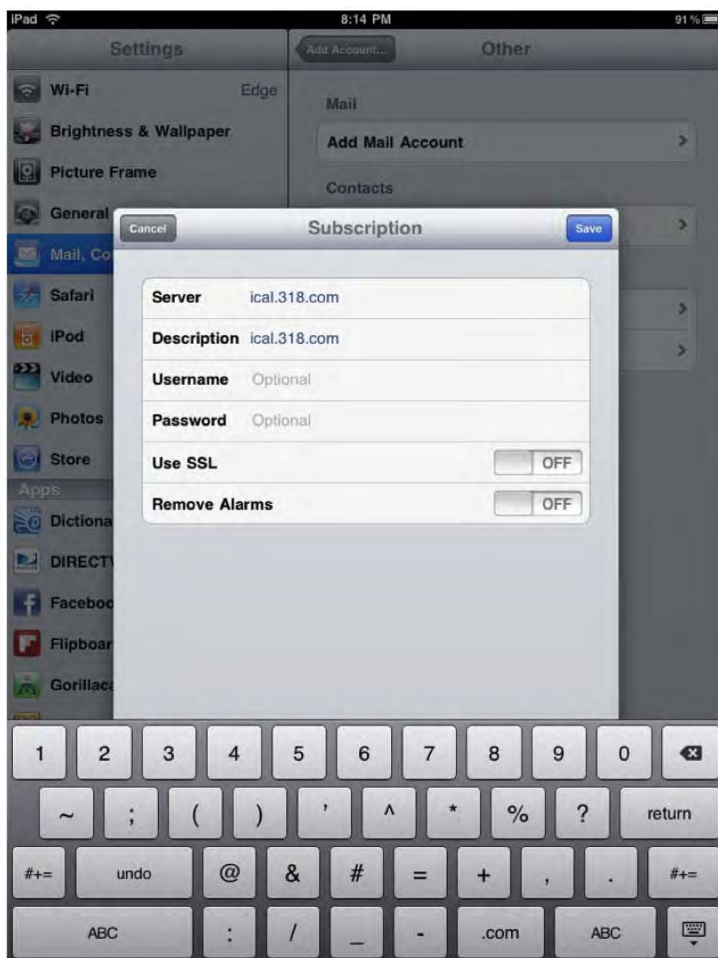 iPad 8:14 PM 91 %
Settings
Add Account...
Other
Wi-Fi Edge
Brightness & Wallpaper
Picture Frame
General
Mail, Co
Safari
iPod
Video
Photos
Store
Apps
Dictiona
DIRECTV
Faceboo
Flipboar
Gorillaca
Mail
Add Mail Account
Contacts
Cancel
Subscription
Save
Server ical.318.com
Description ical.318.com
Username Optional
Password Optional
Use SSL OFF
Remove Alarms OFF
1 2 3 4 5 6 7 8 9 0
~ ; ( ) ' ^ * % ? return
#+= undo @ & # = + , . #+=
ABC : / _ - .com ABC